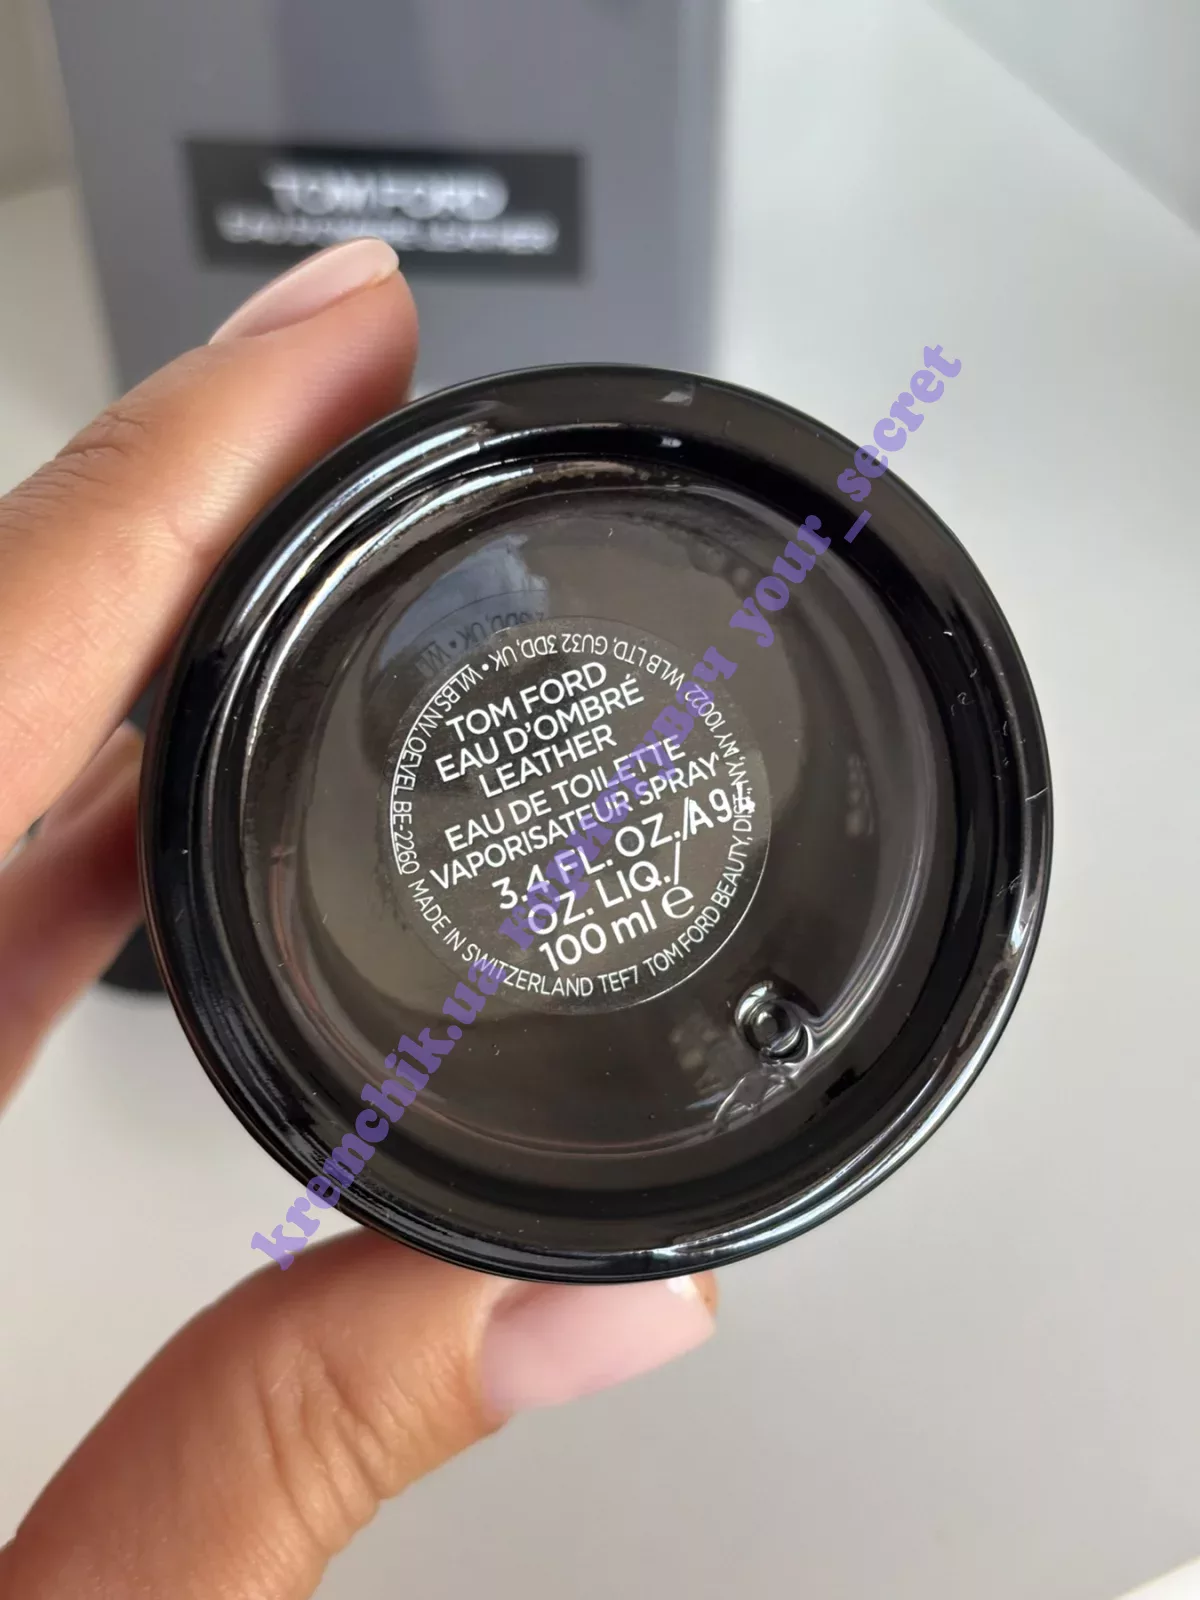 TOM FORD
LEATHER
TOM FORD
EAU D'OMBRÉ
LEATHER
EAU DE TOILETTE
VAPORISATEUR SPRAY
3.4 FL. OZ./
OZ. LIQ./
100 ml e
A94
WLB LTD, GU32 3DD, UK • WLBS NV, OEVEL BE-2260 MADE IN SWITZERLAND TEF7 TOM FORD BEAUTY, DIST. NY, NY 10022
kremchik.ua
your_secret